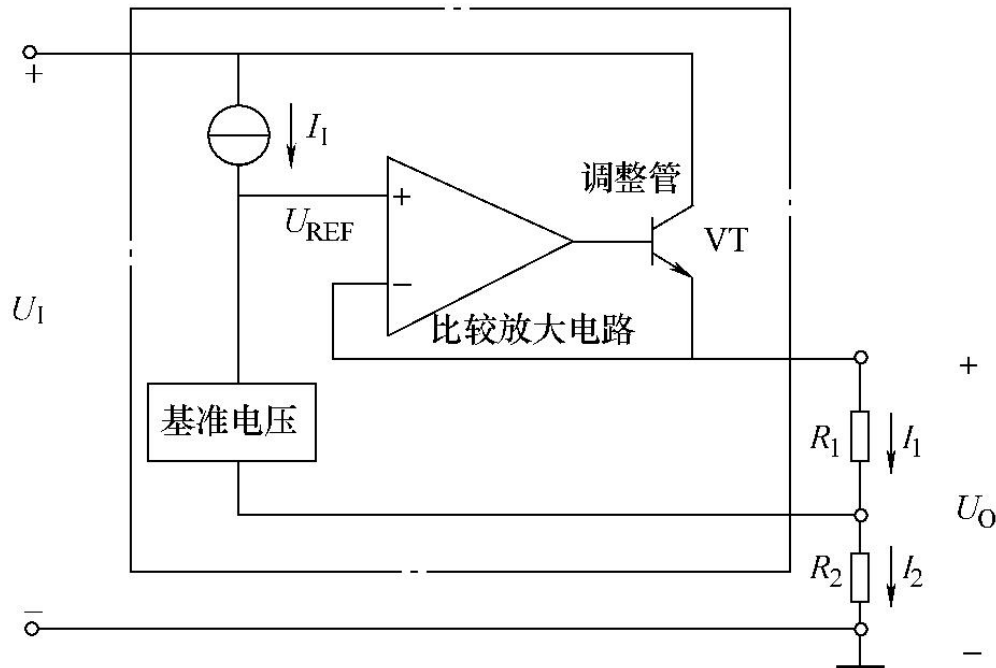 +
I_I
调整管
+
U_REF
VT
U_I
−
比较放大电路
+
基准电压
R_1
I_1
U_O
R_2
I_2
−
−